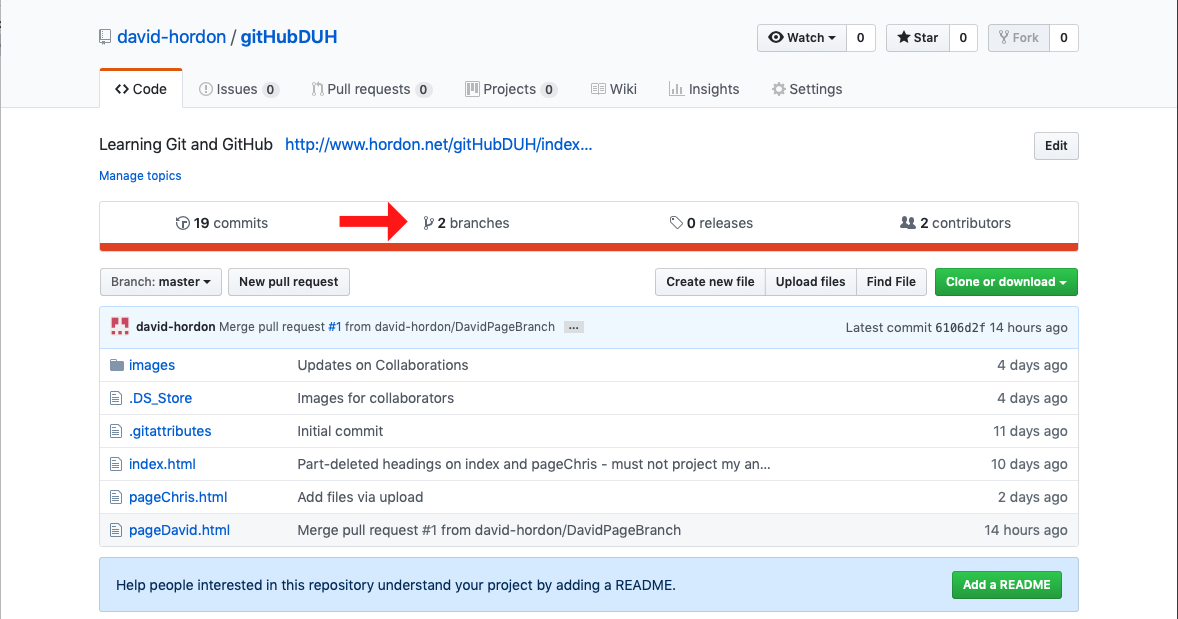 david-hordon / gitHubDUH Watch 0 Star 0 Fork 0
Code Issues 0 Pull requests 0 Projects 0 Wiki Insights Settings
Learning Git and GitHub http://www.hordon.net/gitHubDUH/index... Edit
Manage topics
19 commits 2 branches 0 releases 2 contributors
Branch: master New pull request Create new file Upload files Find File Clone or download
david-hordon Merge pull request #1 from david-hordon/DavidPageBranch ... Latest commit 6106d2f 14 hours ago
images Updates on Collaborations 4 days ago
.DS_Store Images for collaborators 4 days ago
.gitattributes Initial commit 11 days ago
index.html Part-deleted headings on index and pageChris - must not project my an... 10 days ago
pageChris.html Add files via upload 2 days ago
pageDavid.html Merge pull request #1 from david-hordon/DavidPageBranch 14 hours ago
Help people interested in this repository understand your project by adding a README. Add a README